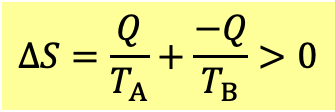 ΔS = Q/T_A + −Q/T_B > 0